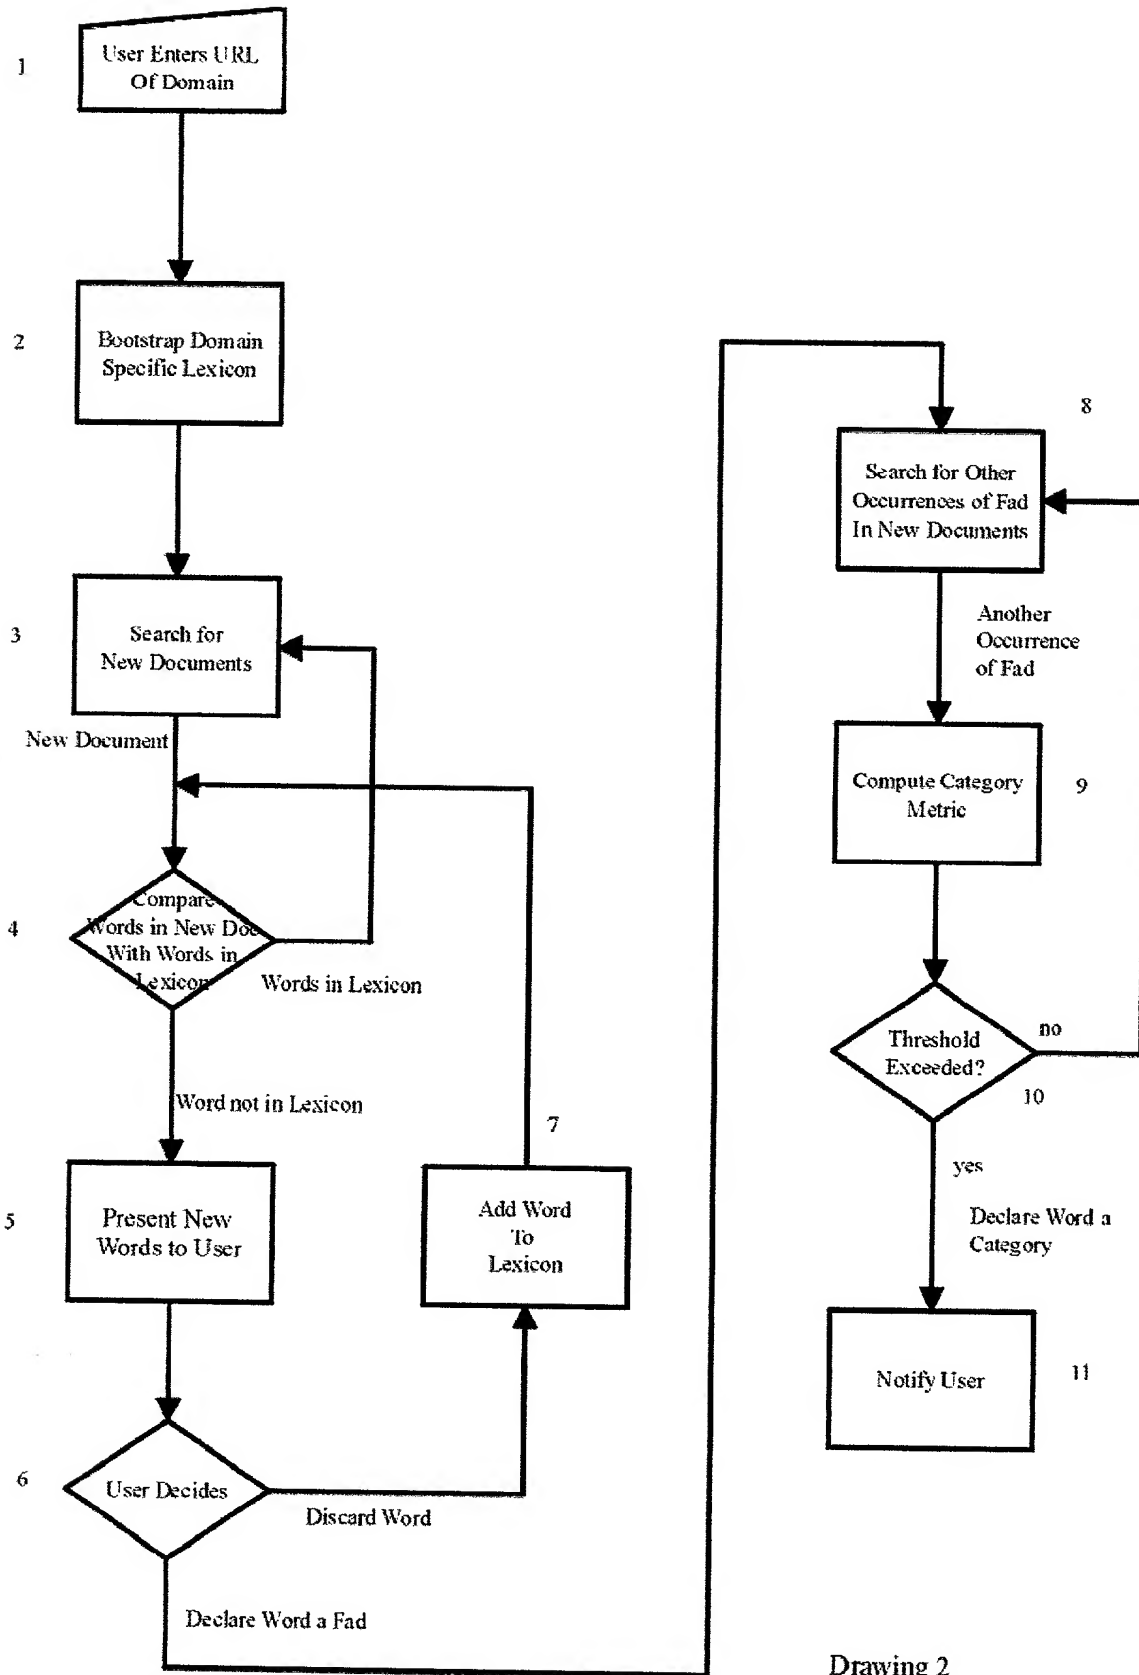 1
User Enters URL
Of Domain
2
Bootstrap Domain
Specific Lexicon
3
Search for
New Documents
New Document
4
Compare
Words in New Doc
With Words in
Lexicon
Words in Lexicon
Word not in Lexicon
5
Present New
Words to User
7
Add Word
To
Lexicon
6
User Decides
Discard Word
Declare Word a Fad
8
Search for Other
Occurrences of Fad
In New Documents
Another
Occurrence
of Fad
Compute Category
Metric
9
Threshold
Exceeded?
no
10
yes
Declare Word a
Category
Notify User
11
Drawing 2